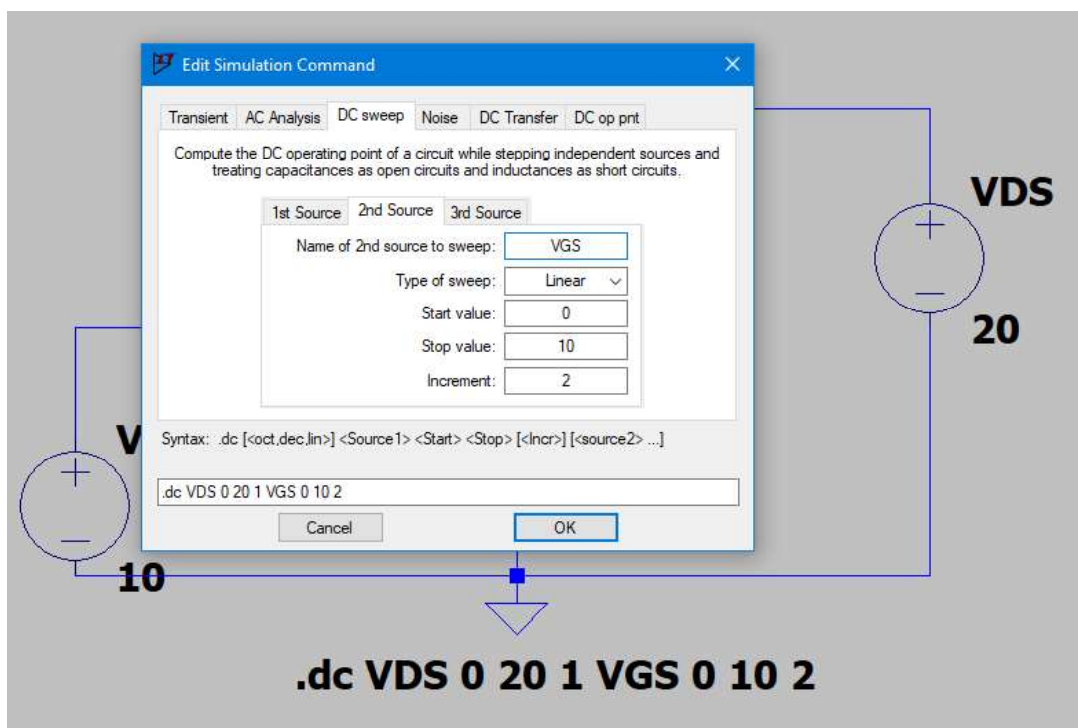 Edit Simulation Command
Transient AC Analysis DC sweep Noise DC Transfer DC op pnt
Compute the DC operating point of a circuit while stepping independent sources and
treating capacitances as open circuits and inductances as short circuits.
1st Source 2nd Source 3rd Source
Name of 2nd source to sweep: VGS
Type of sweep: Linear
Start value: 0
Stop value: 10
Increment: 2
Syntax: .dc [<oct,dec,lin>] <Source1> <Start> <Stop> [<Incr>] [<source2> ...]
.dc VDS 0 20 1 VGS 0 10 2
Cancel OK
VDS
20
10
.dc VDS 0 20 1 VGS 0 10 2